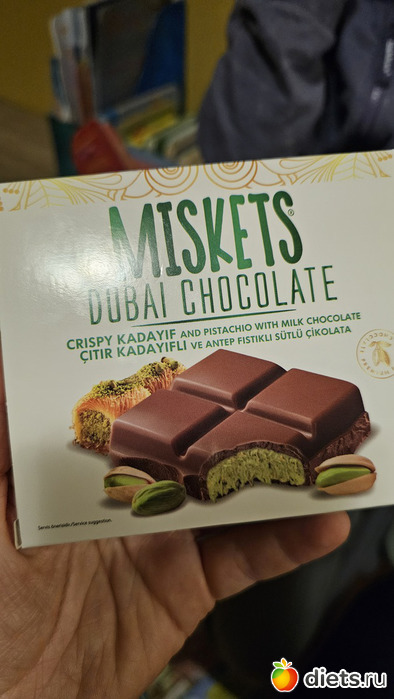 MISKETS®
DUBAI CHOCOLATE
CRISPY KADAYIF AND PISTACHIO WITH MILK CHOCOLATE
ÇITIR KADAYIFLI VE ANTEP FISTIKLI SÜTLÜ ÇİKOLATA
Servis önerisidir./Service suggestion.
diets.ru